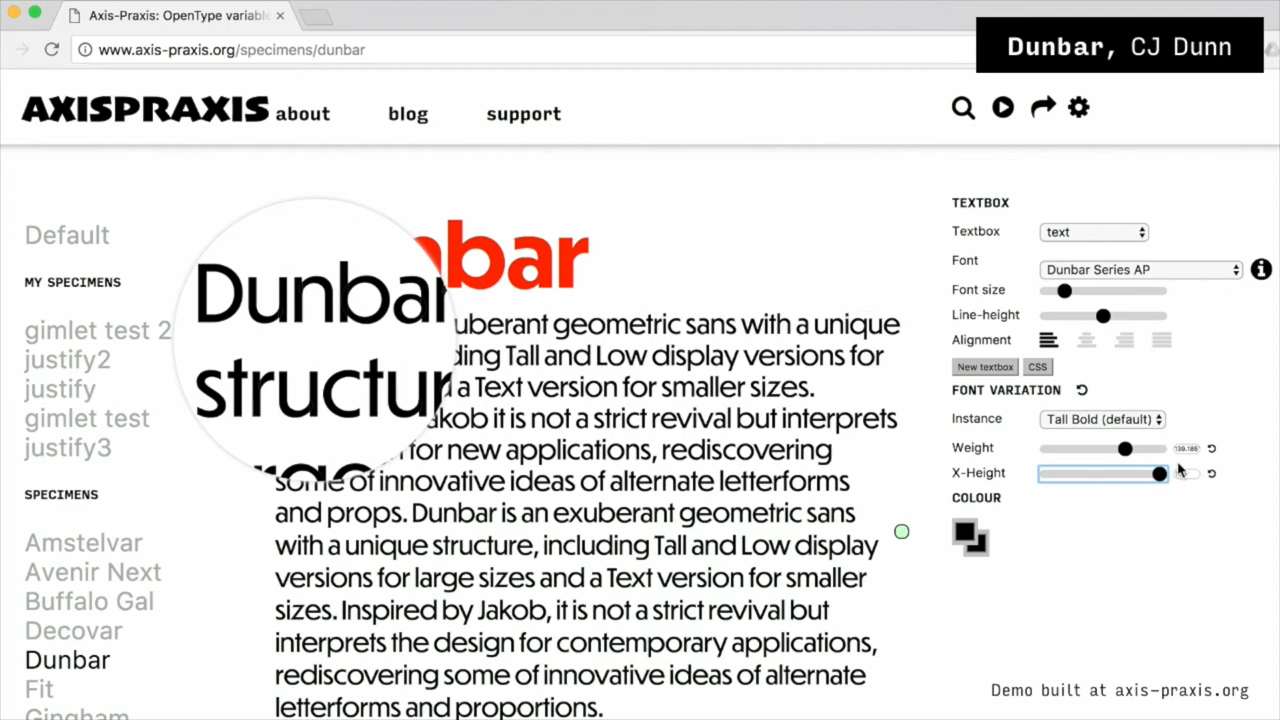 Axis-Praxis: OpenType variabl
www.axis-praxis.org/specimens/dunbar
Dunbar, CJ Dunn
AXISPRAXIS
about
blog
support
Default
MY SPECIMENS
gimlet test 2
justify2
justify
gimlet test
justify3
SPECIMENS
Amstelvar
Avenir Next
Buffalo Gal
Decovar
Dunbar
Fit
Gingham
Dunbar
structur
bar
uberant geometric sans with a unique
ding Tall and Low display versions for
d a Text version for smaller sizes.
akob it is not a strict revival but interprets
for new applications, rediscovering
some of innovative ideas of alternate letterforms
and props. Dunbar is an exuberant geometric sans
with a unique structure, including Tall and Low display
versions for large sizes and a Text version for smaller
sizes. Inspired by Jakob, it is not a strict revival but
interprets the design for contemporary applications,
rediscovering some of innovative ideas of alternate
letterforms and proportions.
TEXTBOX
Textbox text
Font Dunbar Series AP
Font size
Line-height
Alignment
New textbox CSS
FONT VARIATION
Instance Tall Bold (default)
Weight 139.185
X-Height
COLOUR
Demo built at axis-praxis.org